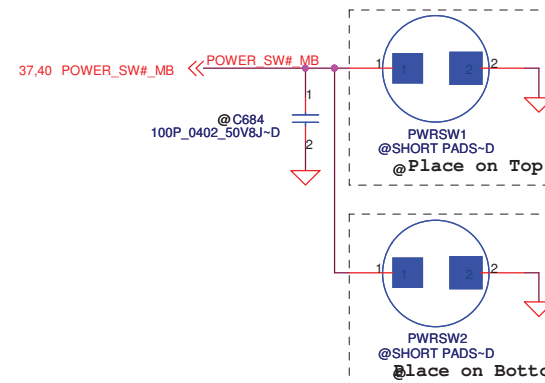 37,40 POWER_SW#_MB
POWER_SW#_MB
1
2
@C684
100P_0402_50V8J~D
1
1
2
2
PWRSW1
@SHORT PADS~D
@Place on Top
1
1
2
2
PWRSW2
@SHORT PADS~D
@Place on Botto